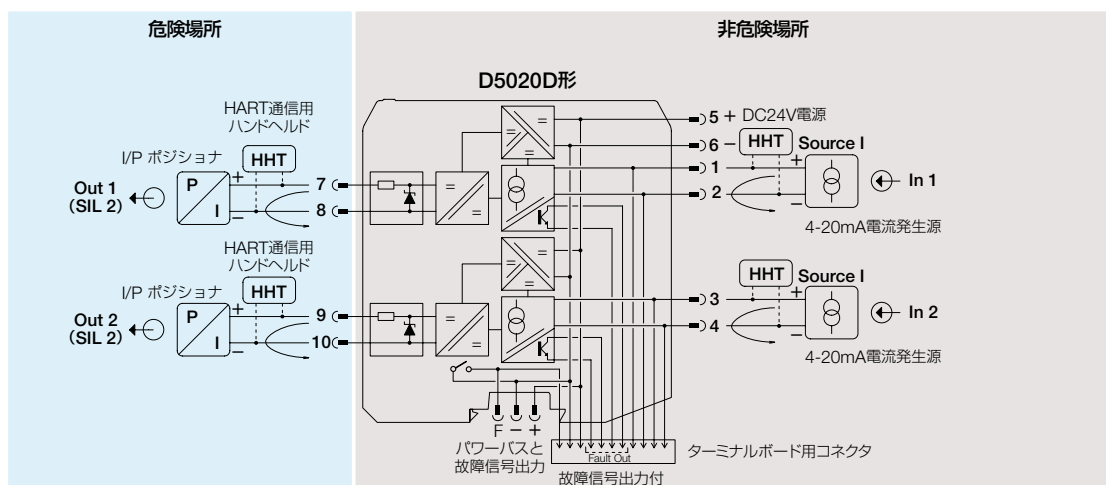 危険場所
非危険場所
D5020D形
HART通信用
ハンドヘルド
I/P ポジショナ
HHT
Out 1
(SIL 2)
P
I
+
−
7
8
5 + DC24V電源
6 −
HHT
Source I
1
2
+
−
In 1
4-20mA電流発生源
HART通信用
ハンドヘルド
I/P ポジショナ
HHT
Out 2
(SIL 2)
P
I
+
−
9
10
HHT
Source I
3
4
+
−
In 2
4-20mA電流発生源
F − +
パワーバスと
故障信号出力
Fault Out
ターミナルボード用コネクタ
故障信号出力付